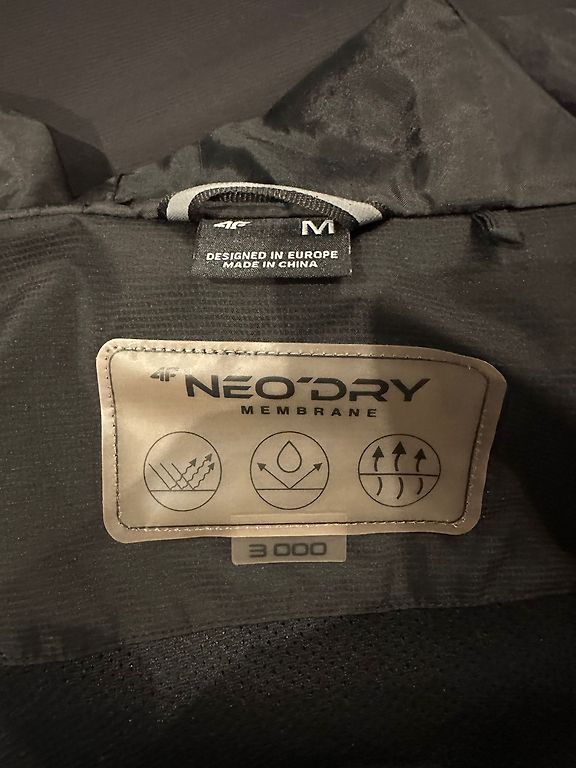 4F M
DESIGNED IN EUROPE
MADE IN CHINA
4F NEO'DRY
MEMBRANE
3 000